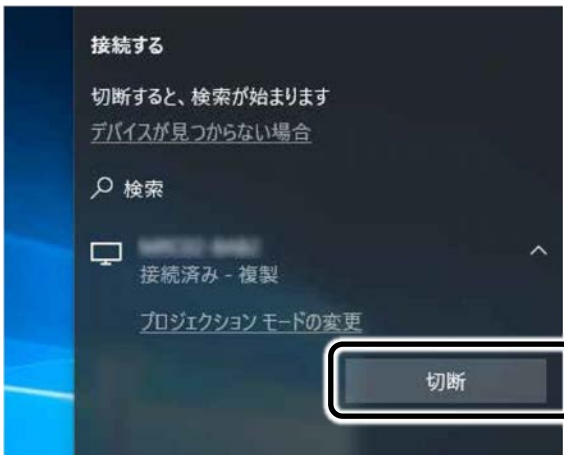 接続する
切断すると、検索が始まります
デバイスが見つからない場合
検索
接続済み - 複製
プロジェクション モードの変更
切断